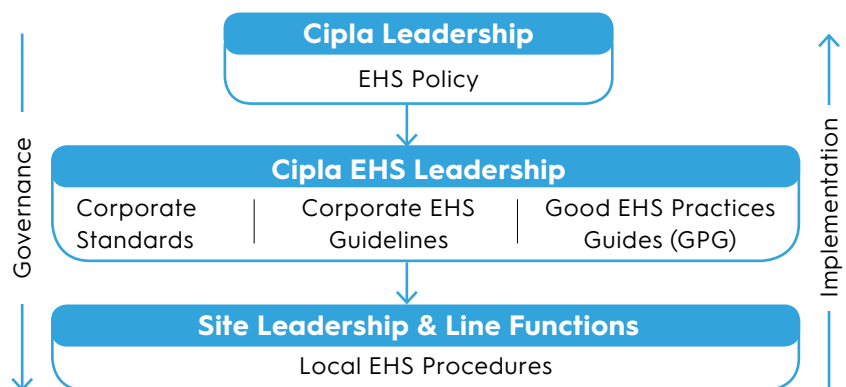 Cipla Leadership
EHS Policy
Governance
Implementation
Cipla EHS Leadership
Corporate
Standards
Corporate EHS
Guidelines
Good EHS Practices
Guides (GPG)
Site Leadership & Line Functions
Local EHS Procedures